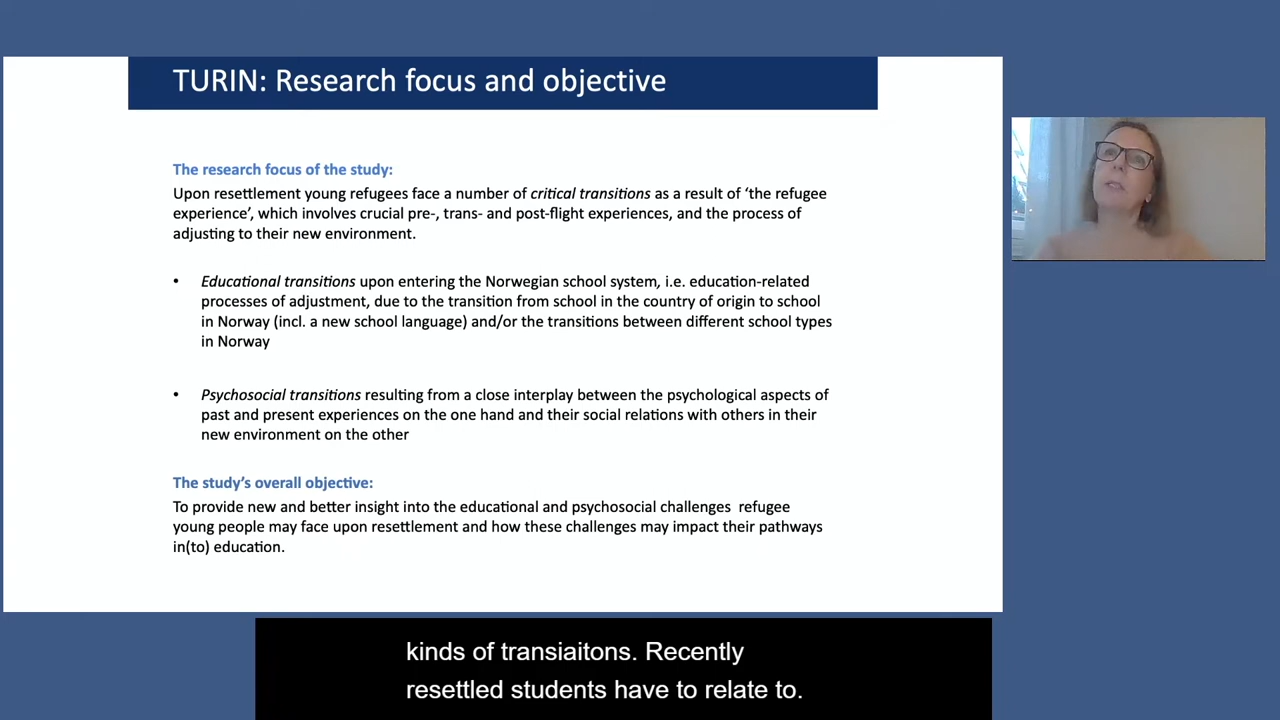 TURIN: Research focus and objective
The research focus of the study:
Upon resettlement young refugees face a number of critical transitions as a result of ‘the refugee
experience’, which involves crucial pre-, trans- and post-flight experiences, and the process of
adjusting to their new environment.
• Educational transitions upon entering the Norwegian school system, i.e. education-related
processes of adjustment, due to the transition from school in the country of origin to school
in Norway (incl. a new school language) and/or the transitions between different school types
in Norway
• Psychosocial transitions resulting from a close interplay between the psychological aspects of
past and present experiences on the one hand and their social relations with others in their
new environment on the other
The study’s overall objective:
To provide new and better insight into the educational and psychosocial challenges refugee
young people may face upon resettlement and how these challenges may impact their pathways
in(to) education.
kinds of transiaitons. Recently
resettled students have to relate to.